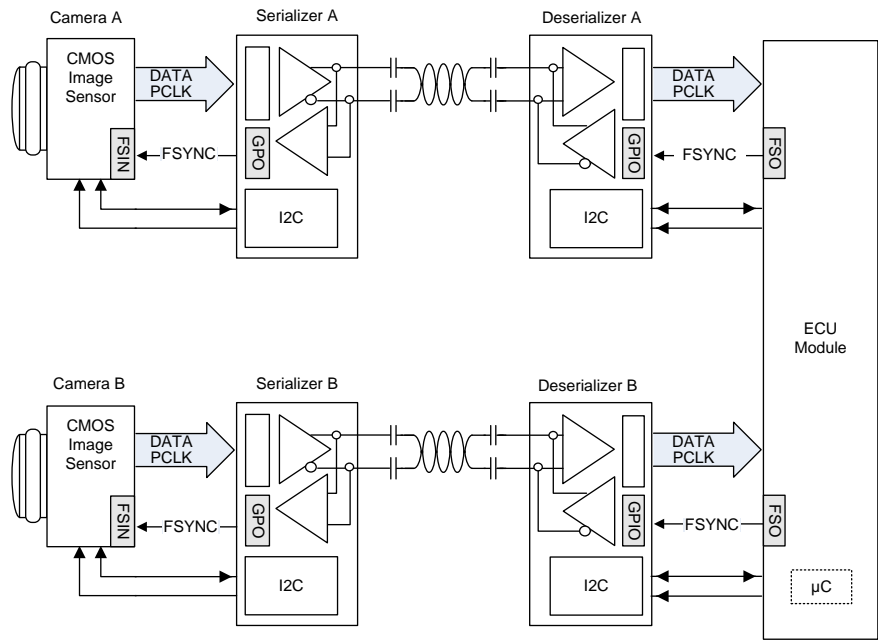 Camera A
Serializer A
Deserializer A
CMOS
Image
Sensor
DATA
PCLK
DATA
PCLK
FSIN
FSYNC
GPO
GPIO
FSYNC
FSO
I2C
I2C
ECU
Module
Camera B
Serializer B
Deserializer B
CMOS
Image
Sensor
DATA
PCLK
DATA
PCLK
FSIN
FSYNC
GPO
GPIO
FSYNC
FSO
I2C
I2C
µC